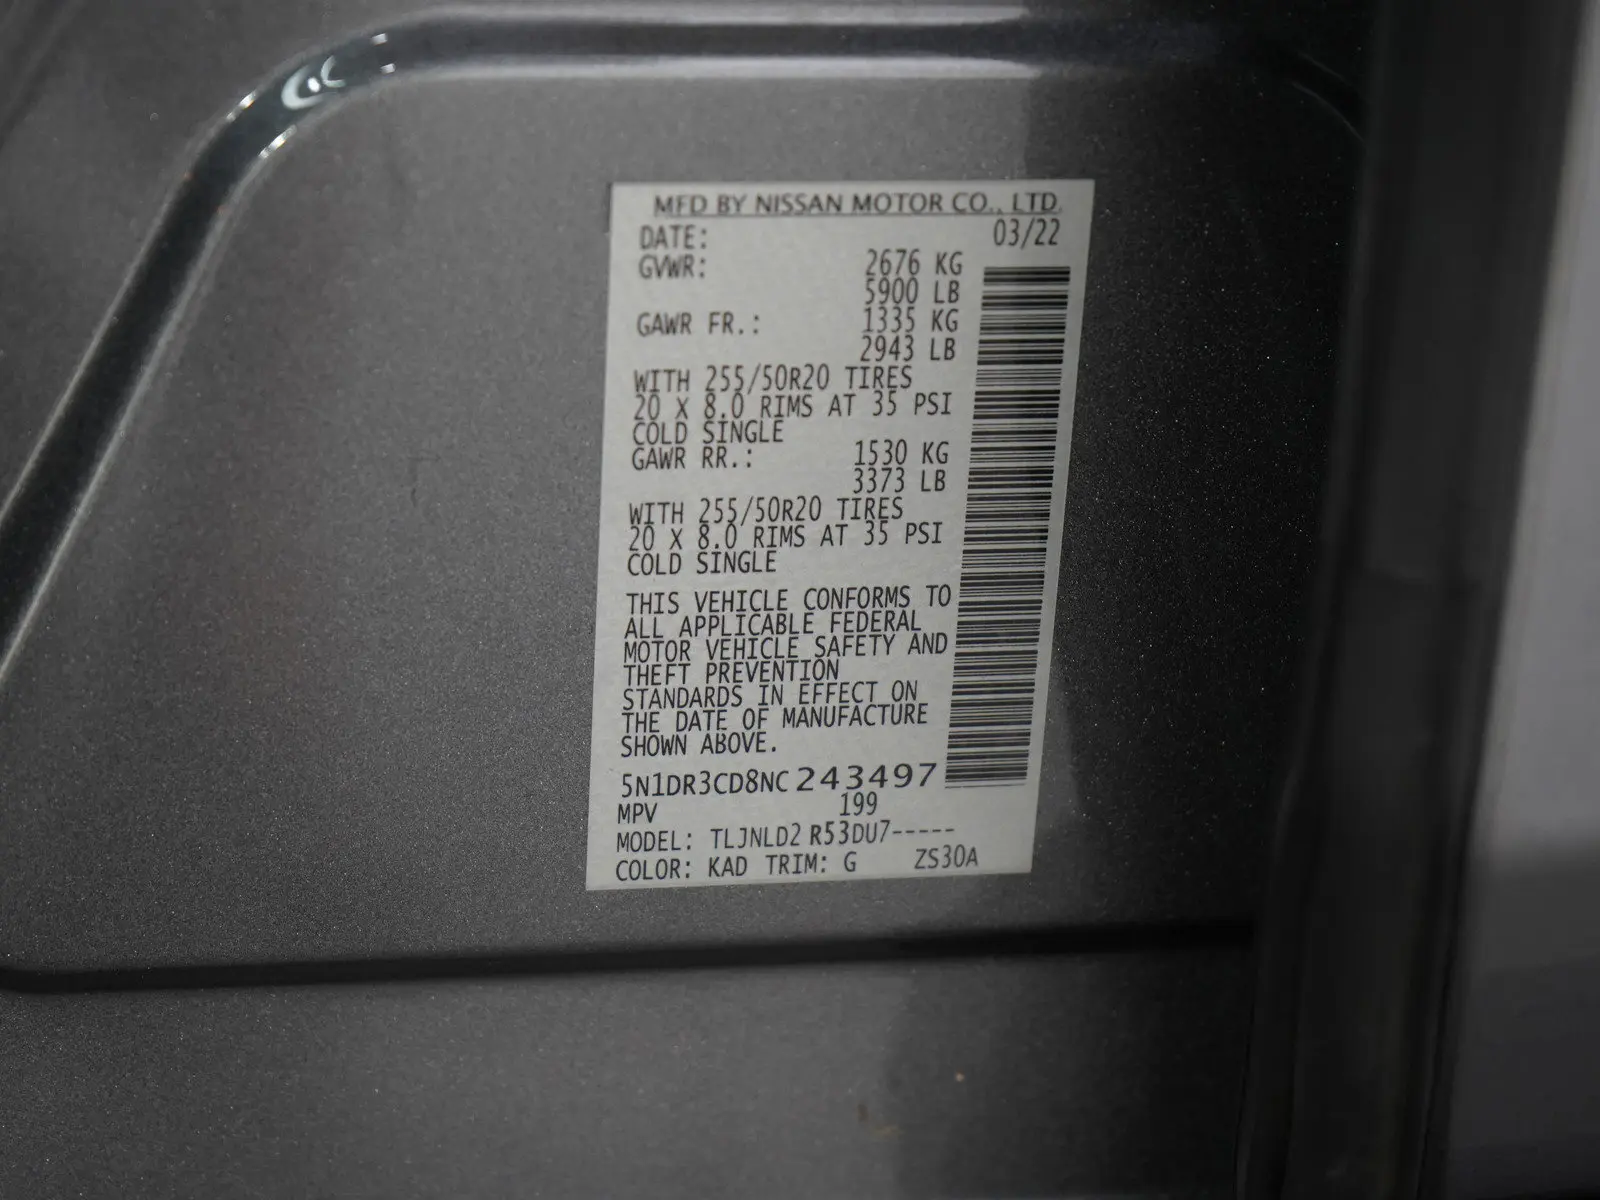 MFD BY NISSAN MOTOR CO., LTD.
DATE: 03/22
GVWR: 2676 KG
5900 LB
GAWR FR.: 1335 KG
2943 LB
WITH 255/50R20 TIRES
20 X 8.0 RIMS AT 35 PSI
COLD SINGLE
GAWR RR.: 1530 KG
3373 LB
WITH 255/50R20 TIRES
20 X 8.0 RIMS AT 35 PSI
COLD SINGLE
THIS VEHICLE CONFORMS TO
ALL APPLICABLE FEDERAL
MOTOR VEHICLE SAFETY AND
THEFT PREVENTION
STANDARDS IN EFFECT ON
THE DATE OF MANUFACTURE
SHOWN ABOVE.
5N1DR3CD8NC243497
MPV 199
MODEL: TLJNLD2 R53DU7-----
COLOR: KAD TRIM: G ZS30A